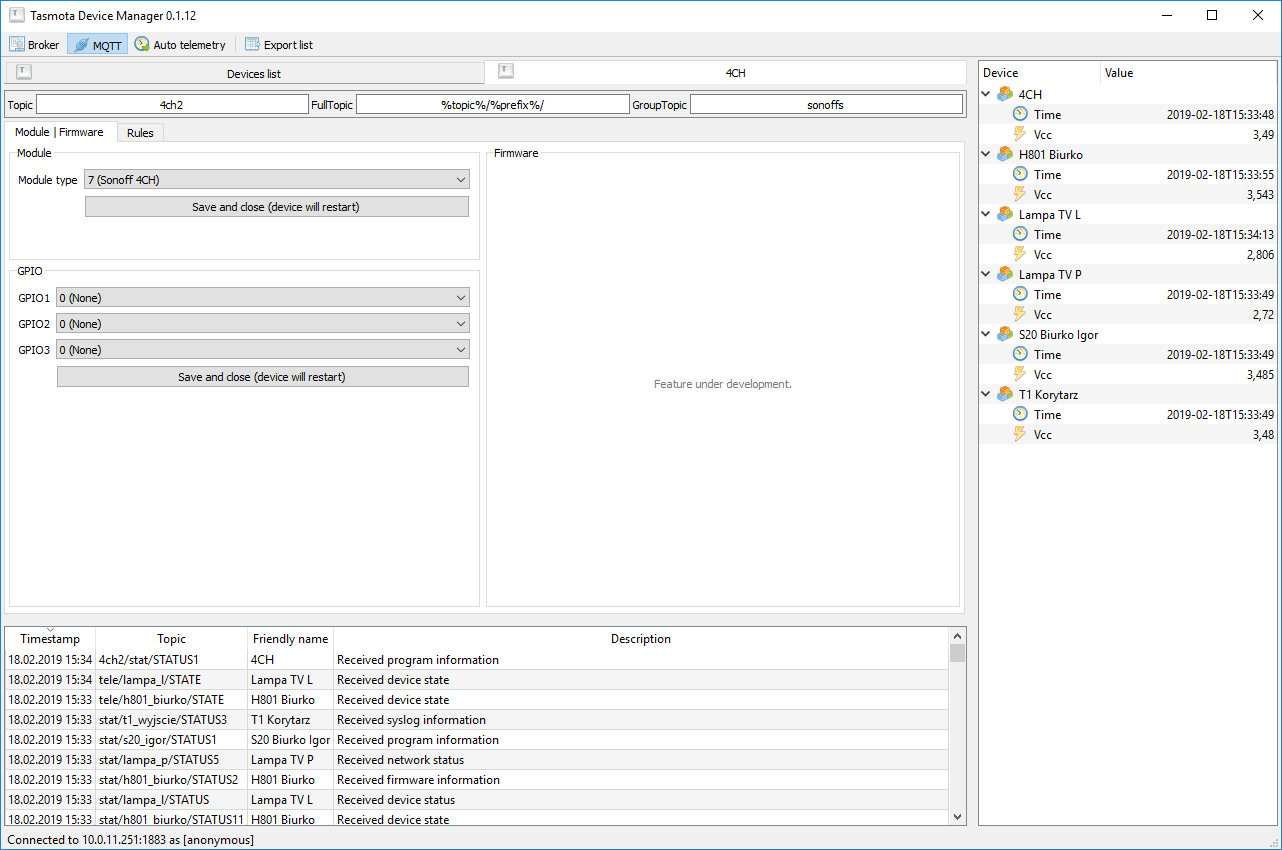 Tasmota Device Manager 0.1.12
Broker MQTT Auto telemetry Export list
Devices list 4CH
Topic 4ch2 FullTopic %topic%/%prefix%/ GroupTopic sonoffs
Module | Firmware Rules
Module
Module type 7 (Sonoff 4CH)
Save and close (device will restart)
GPIO
GPIO1 0 (None)
GPIO2 0 (None)
GPIO3 0 (None)
Save and close (device will restart)
Firmware
Feature under development.
Device Value
4CH
Time 2019-02-18T15:33:48
Vcc 3,49
H801 Biurko
Time 2019-02-18T15:33:55
Vcc 3,543
Lampa TV L
Time 2019-02-18T15:34:13
Vcc 2,806
Lampa TV P
Time 2019-02-18T15:33:49
Vcc 2,72
S20 Biurko Igor
Time 2019-02-18T15:33:49
Vcc 3,485
T1 Korytarz
Time 2019-02-18T15:33:49
Vcc 3,48
Timestamp Topic Friendly name Description
18.02.2019 15:34 4ch2/stat/STATUS1 4CH Received program information
18.02.2019 15:34 tele/lampa_l/STATE Lampa TV L Received device state
18.02.2019 15:33 tele/h801_biurko/STATE H801 Biurko Received device state
18.02.2019 15:33 stat/t1_wyjscie/STATUS3 T1 Korytarz Received syslog information
18.02.2019 15:33 stat/s20_igor/STATUS1 S20 Biurko Igor Received program information
18.02.2019 15:33 stat/lampa_p/STATUS5 Lampa TV P Received network status
18.02.2019 15:33 stat/h801_biurko/STATUS2 H801 Biurko Received firmware information
18.02.2019 15:33 stat/lampa_l/STATUS Lampa TV L Received device status
18.02.2019 15:33 stat/h801_biurko/STATUS11 H801 Biurko Received device state
Connected to 10.0.11.251:1883 as [anonymous]